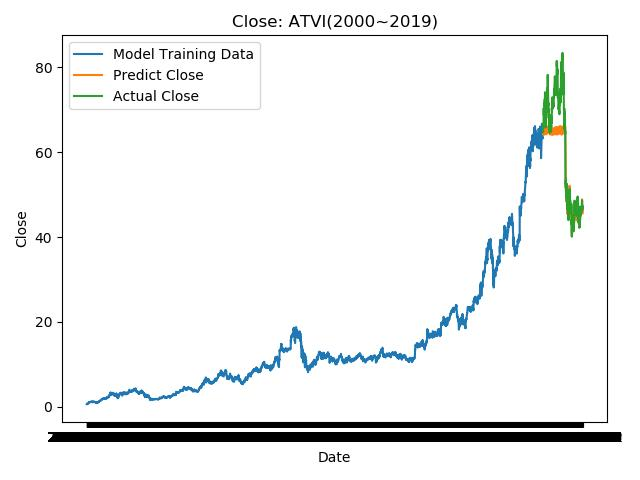 Close: ATVI(2000~2019)
Model Training Data
Predict Close
Actual Close
80
60
40
20
0
Close
Date